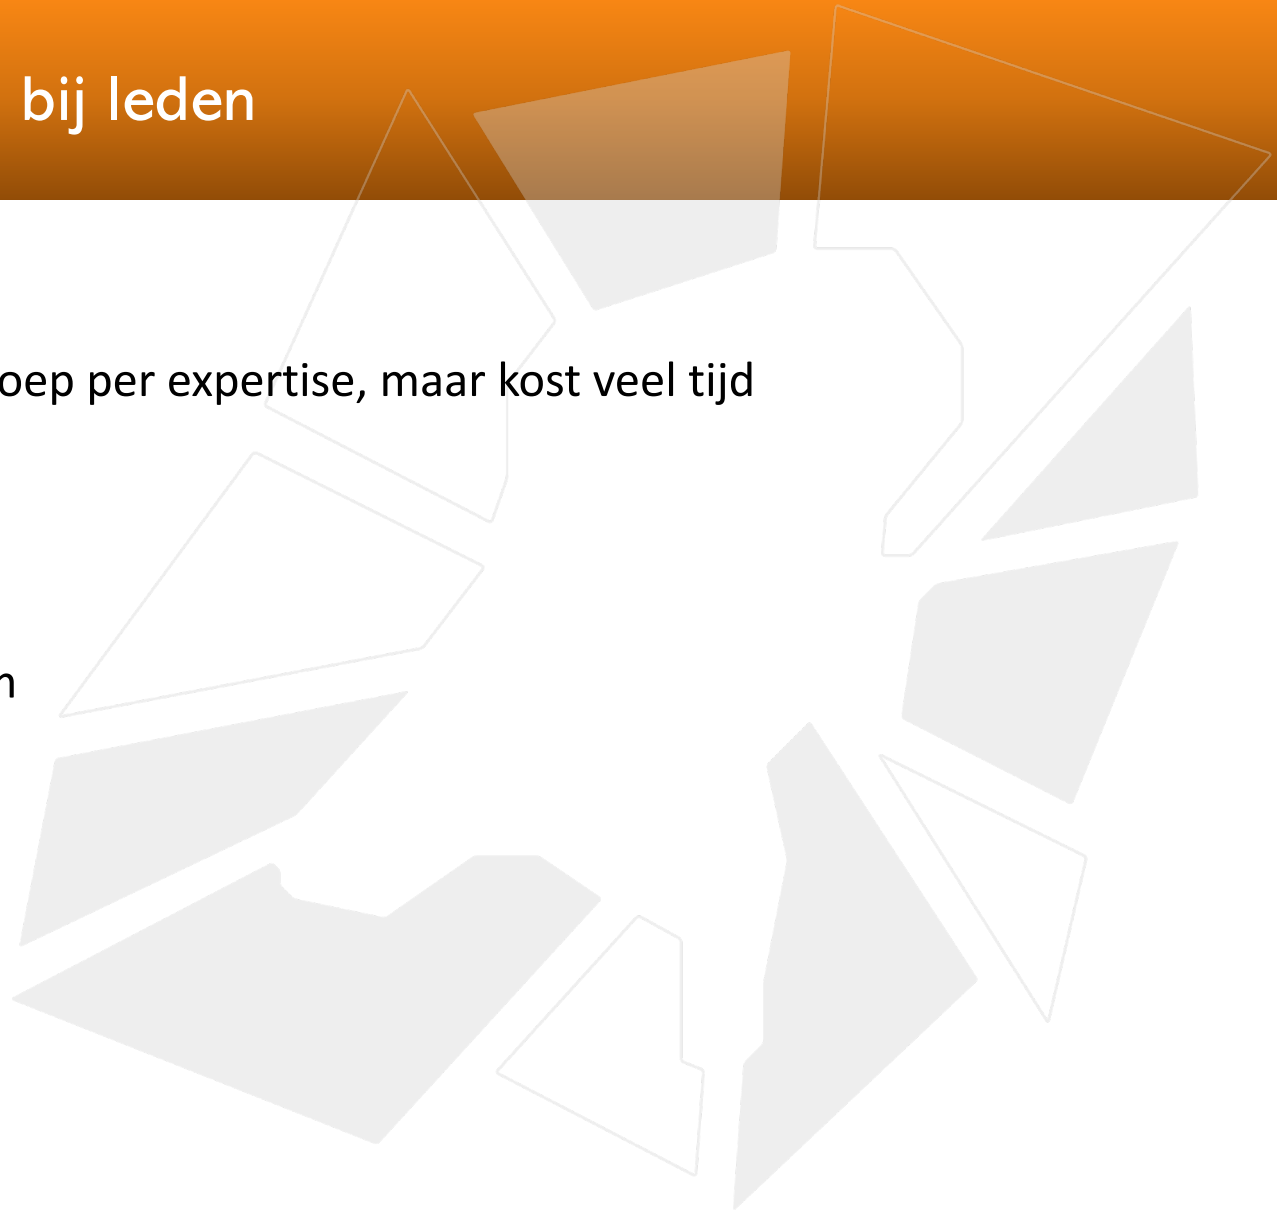 bij leden
oep per expertise, maar kost veel tijd
n